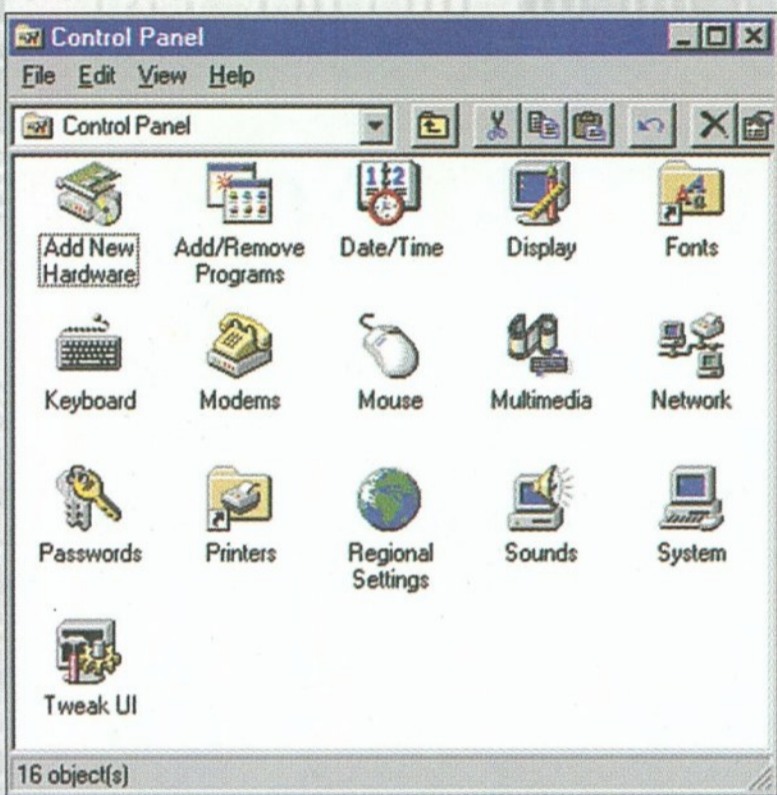 Control Panel
File Edit View Help
Control Panel
Add New Hardware
Add/Remove Programs
Date/Time
Display
Fonts
Keyboard
Modems
Mouse
Multimedia
Network
Passwords
Printers
Regional Settings
Sounds
System
Tweak UI
16 object(s)